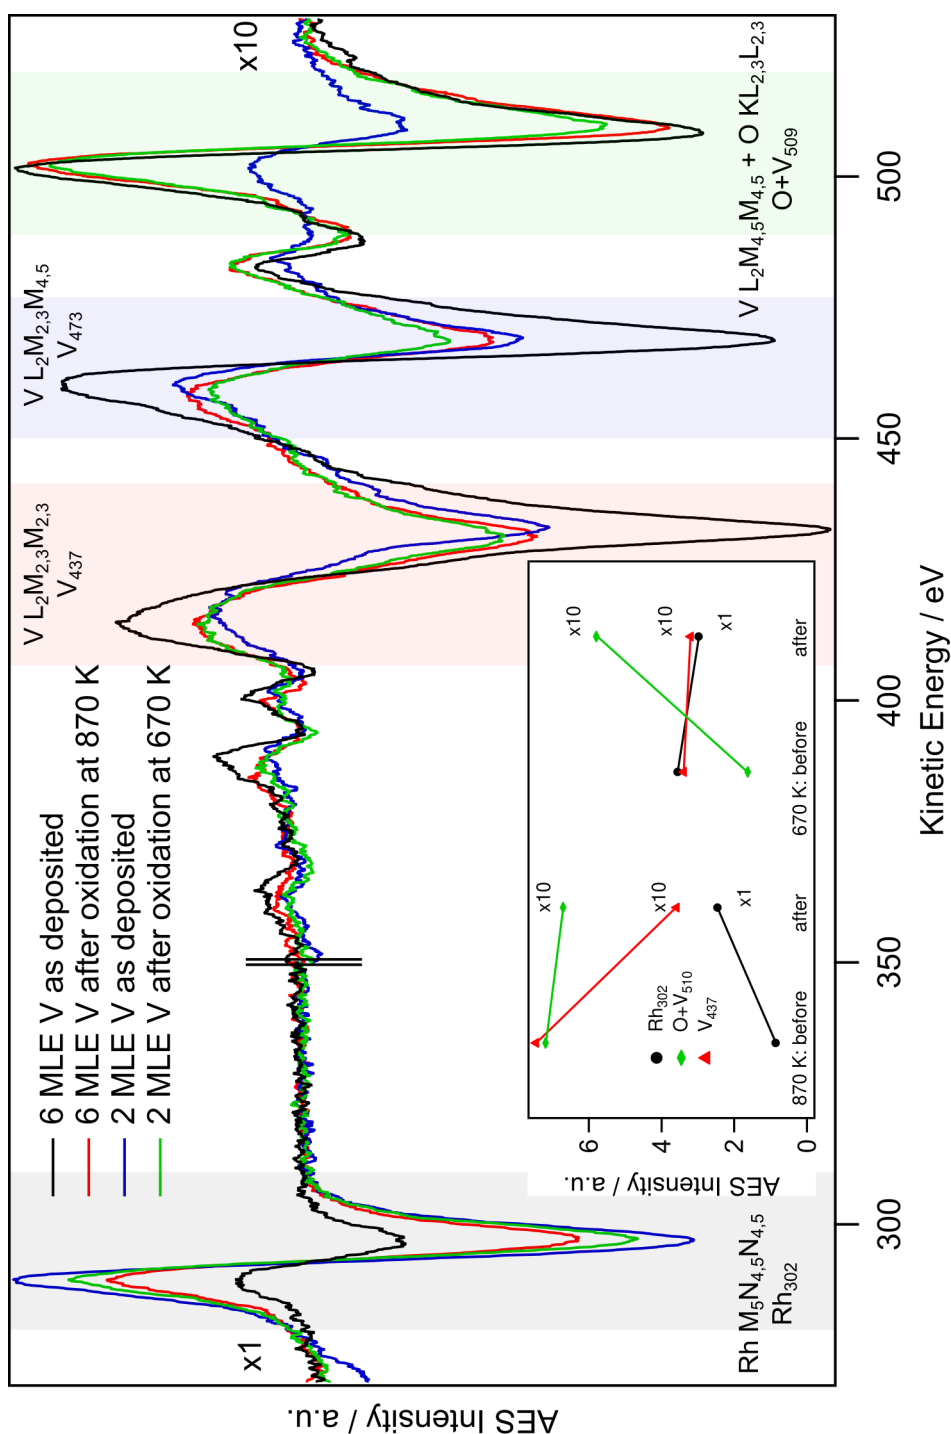 6 MLE V as deposited
6 MLE V after oxidation at 870 K
2 MLE V as deposited
2 MLE V after oxidation at 670 K
x1
x10
V L2M2,3M2,3
V437
V L2M2,3M4,5
V473
V L2M4,5M4,5 + O KL2,3L2,3
O+V509
Rh M5N4,5N4,5
Rh302
AES Intensity / a.u.
300
350
400
450
500
Kinetic Energy / eV
AES Intensity / a.u.
6
4
2
0
Rh302
O+V510
V437
x10
x10
x1
x10
x10
x1
870 K: before
after
670 K: before
after